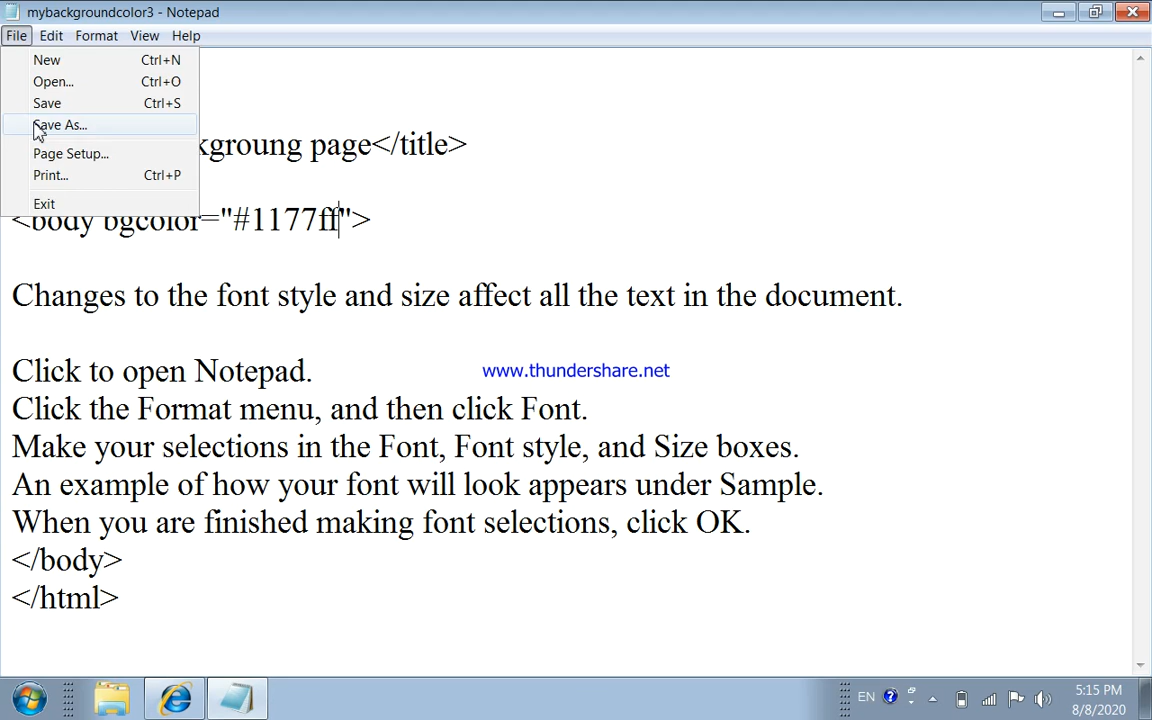 mybackgroundcolor3 - Notepad
File Edit Format View Help
New Ctrl+N
Open... Ctrl+O
Save Ctrl+S
Save As...
Page Setup...
Print... Ctrl+P
Exit
kgroung page</title>
<body bgcolor="#1177ff">
Changes to the font style and size affect all the text in the document.
Click to open Notepad.
www.thundershare.net
Click the Format menu, and then click Font.
Make your selections in the Font, Font style, and Size boxes.
An example of how your font will look appears under Sample.
When you are finished making font selections, click OK.
</body>
</html>
EN
5:15 PM
8/8/2020